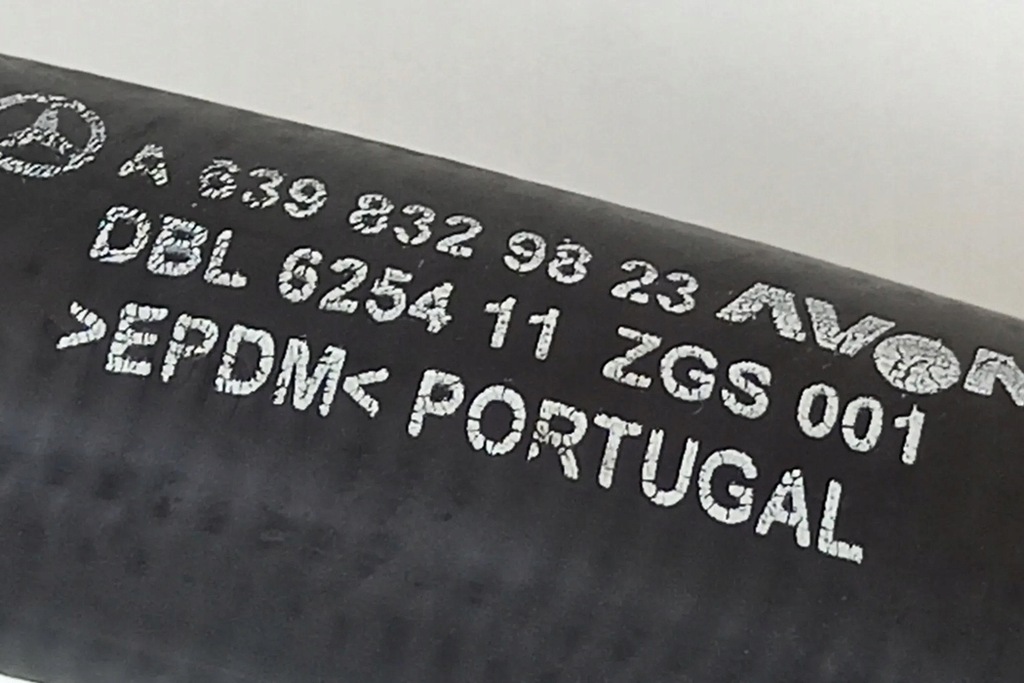 A 639 832 98 23 AVON
DBL 6254 11 ZGS 001
>EPDM< PORTUGAL